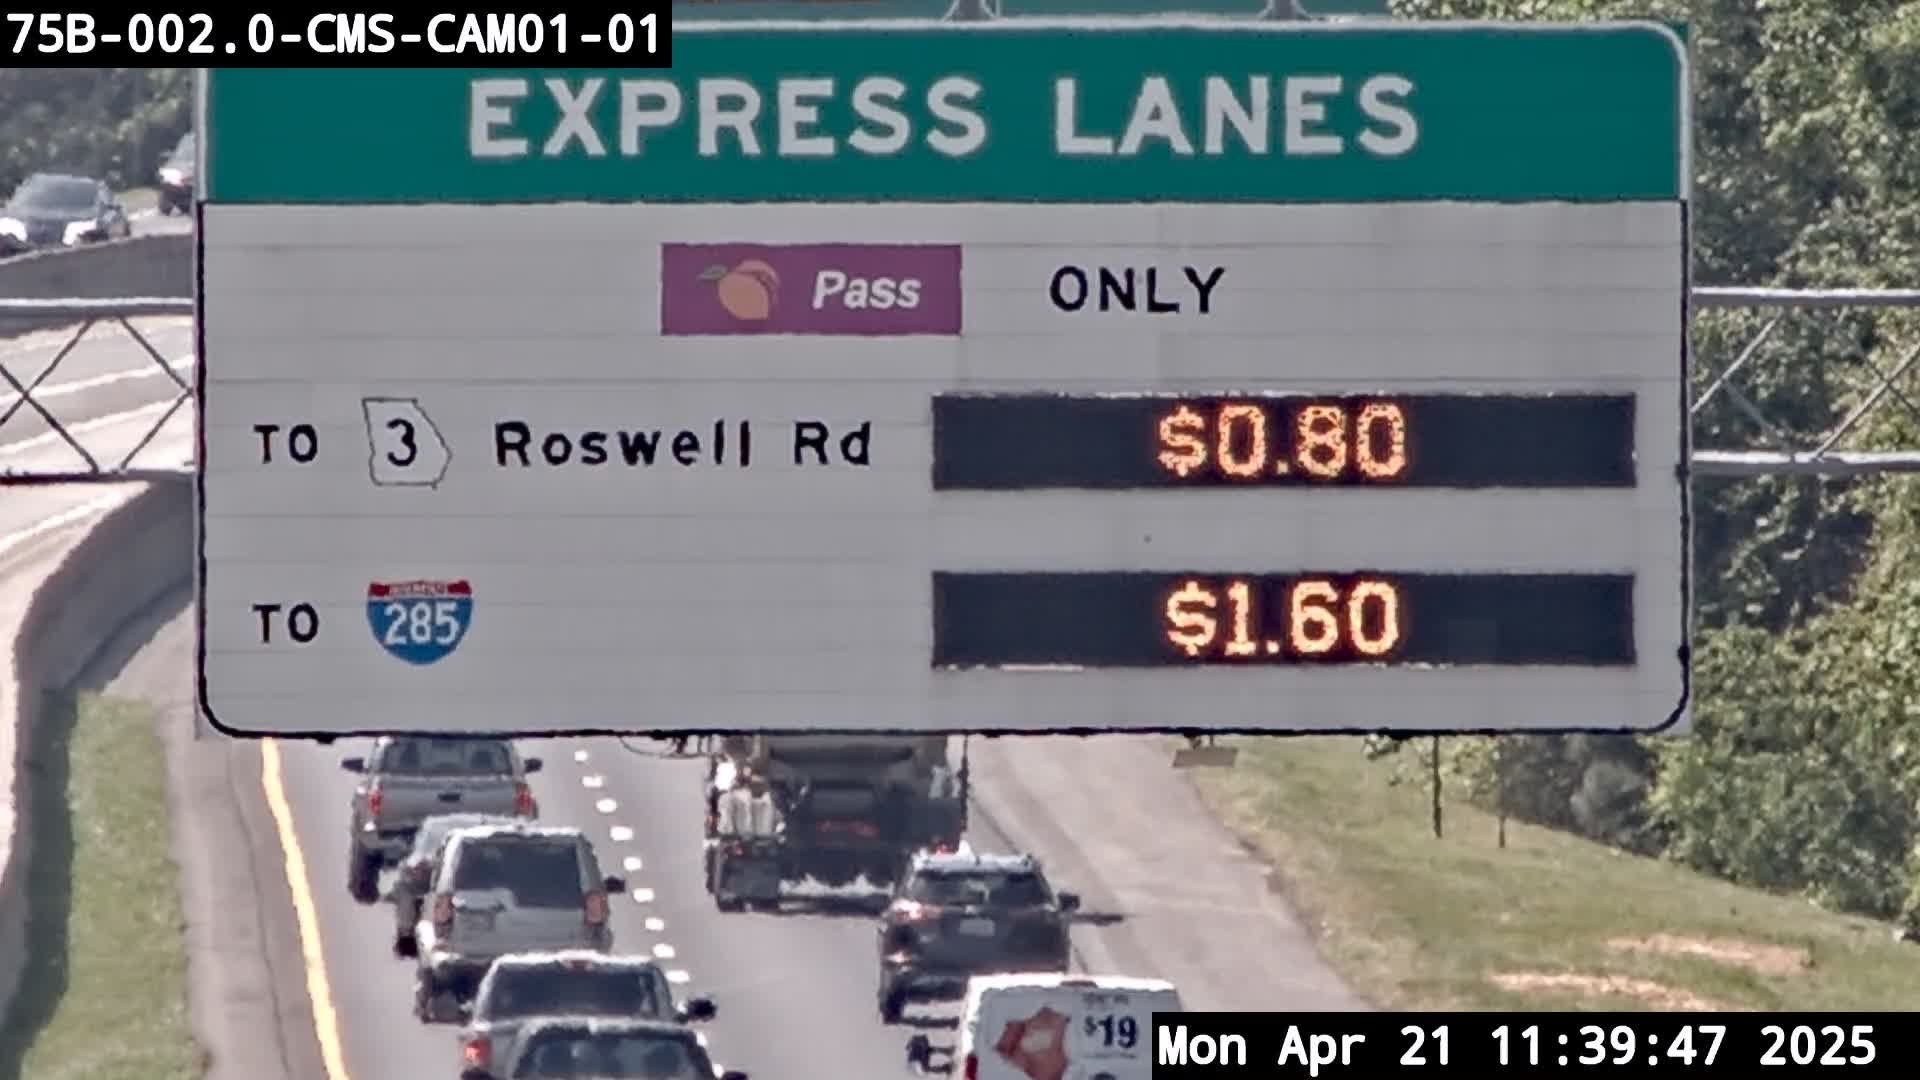 75B-002.0-CMS-CAM01-01
EXPRESS LANES
Pass ONLY
TO 3 Roswell Rd $0.80
TO 285 $1.60
$19
Mon Apr 21 11:39:47 2025